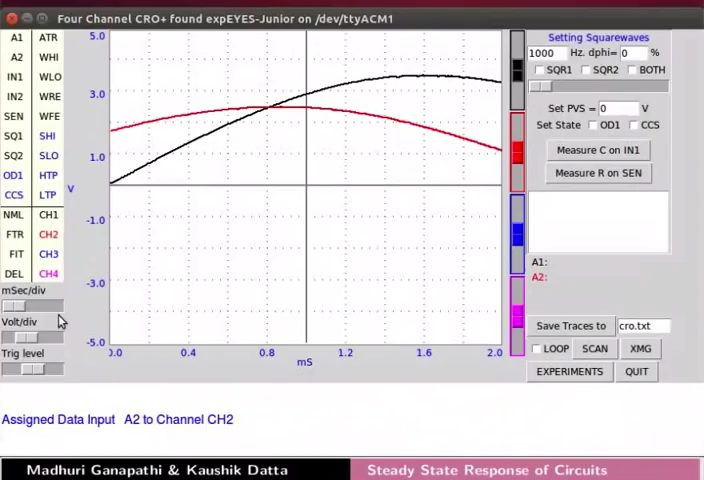 Four Channel CRO+ found expEYES-Junior on /dev/ttyACM1
A1 ATR
A2 WHI
IN1 WLO
IN2 WRE
SEN WFE
SQ1 SHI
SQ2 SLO
OD1 HTP
CCS LTP
NML CH1
FTR CH2
FIT CH3
DEL CH4
mSec/div
Volt/div
Trig level
5.0
3.0
1.0
V
-1.0
-3.0
-5.0
0.0 0.4 0.8 1.2 1.6 2.0
mS
Setting Squarewaves
1000 Hz. dphi= 0 %
SQR1 SQR2 BOTH
Set PVS = 0 V
Set State OD1 CCS
Measure C on IN1
Measure R on SEN
A1:
A2:
Save Traces to cro.txt
LOOP SCAN XMG
EXPERIMENTS QUIT
Assigned Data Input A2 to Channel CH2
Madhuri Ganapathi & Kaushik Datta Steady State Response of Circuits